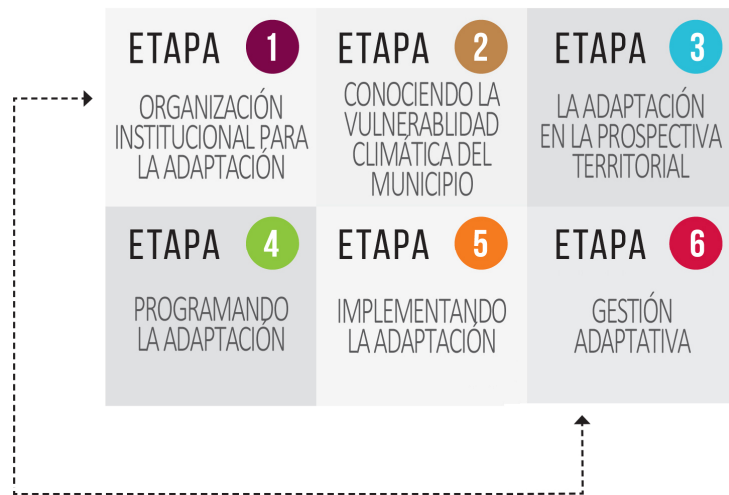 ETAPA 1
ORGANIZACIÓN
INSTITUCIONAL PARA
LA ADAPTACIÓN
ETAPA 2
CONOCIENDO LA
VULNERABLIDAD
CLIMÁTICA DEL
MUNICIPIO
ETAPA 3
LA ADAPTACIÓN
EN LA PROSPECTIVA
TERRITORIAL
ETAPA 4
PROGRAMANDO
LA ADAPTACIÓN
ETAPA 5
IMPLEMENTANDO
LA ADAPTACIÓN
ETAPA 6
GESTIÓN
ADAPTATIVA